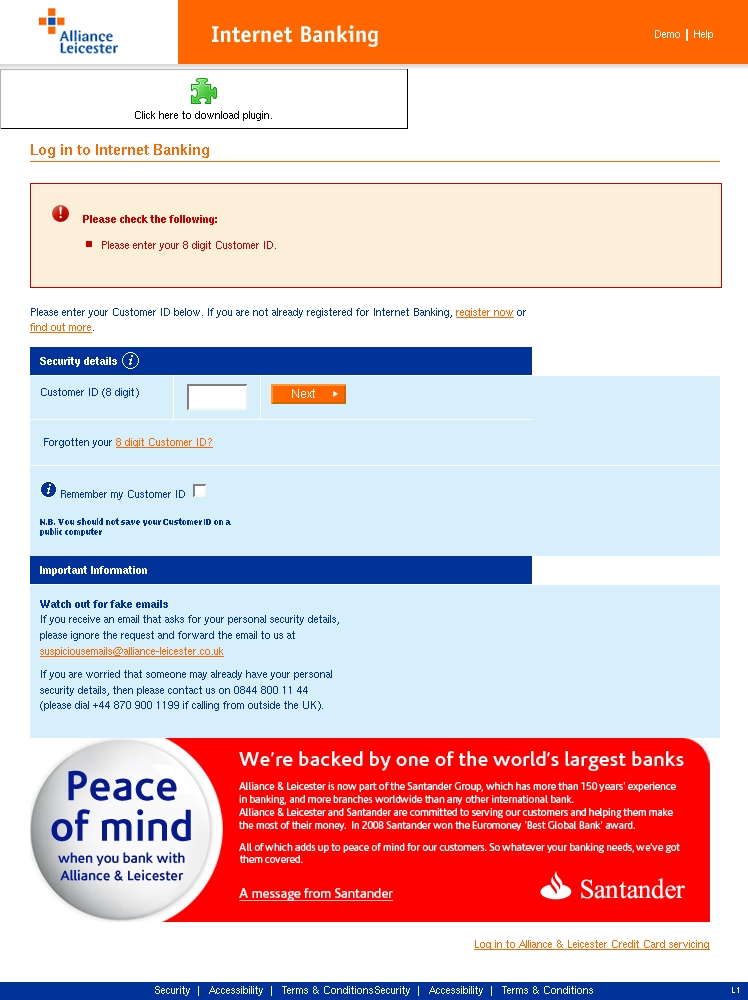 Alliance
Leicester
Internet Banking
Demo | Help
Click here to download plugin.
Log in to Internet Banking
Please check the following:
Please enter your 8 digit Customer ID.
Please enter your Customer ID below. If you are not already registered for Internet Banking, register now or
find out more.
Security details i
Customer ID (8 digit)
Next
Forgotten your 8 digit Customer ID?
i Remember my Customer ID
N.B. You should not save your Customer ID on a
public computer
Important Information
Watch out for fake emails
If you receive an email that asks for your personal security details,
please ignore the request and forward the email to us at
suspiciousemails@alliance-leicester.co.uk
If you are worried that someone may already have your personal
security details, then please contact us on 0844 800 11 44
(please dial +44 870 900 1199 if calling from outside the UK).
Peace
of mind
when you bank with
Alliance & Leicester
We're backed by one of the world's largest banks
Alliance & Leicester is now part of the Santander Group, which has more than 150 years' experience
in banking, and more branches worldwide than any other international bank.
Alliance & Leicester and Santander are committed to serving our customers and helping them make
the most of their money. In 2008 Santander won the Euromoney 'Best Global Bank' award.
All of which adds up to peace of mind for our customers. So whatever your banking needs, we've got
them covered.
A message from Santander
Santander
Log in to Alliance & Leicester Credit Card servicing
Security | Accessibility | Terms & ConditionsSecurity | Accessibility | Terms & Conditions
L1